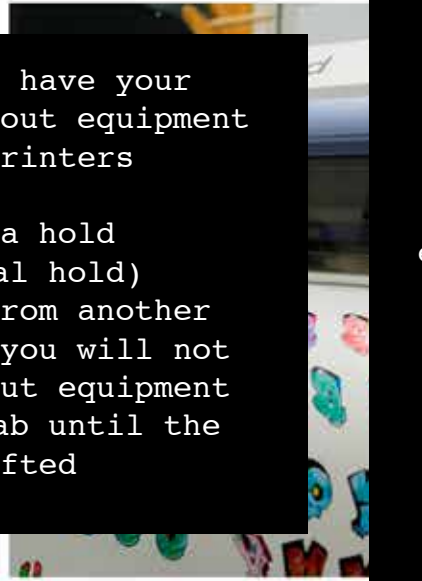 have your
out equipment
rinters
a hold
al hold)
rom another
you will not
ut equipment
ab until the
fted